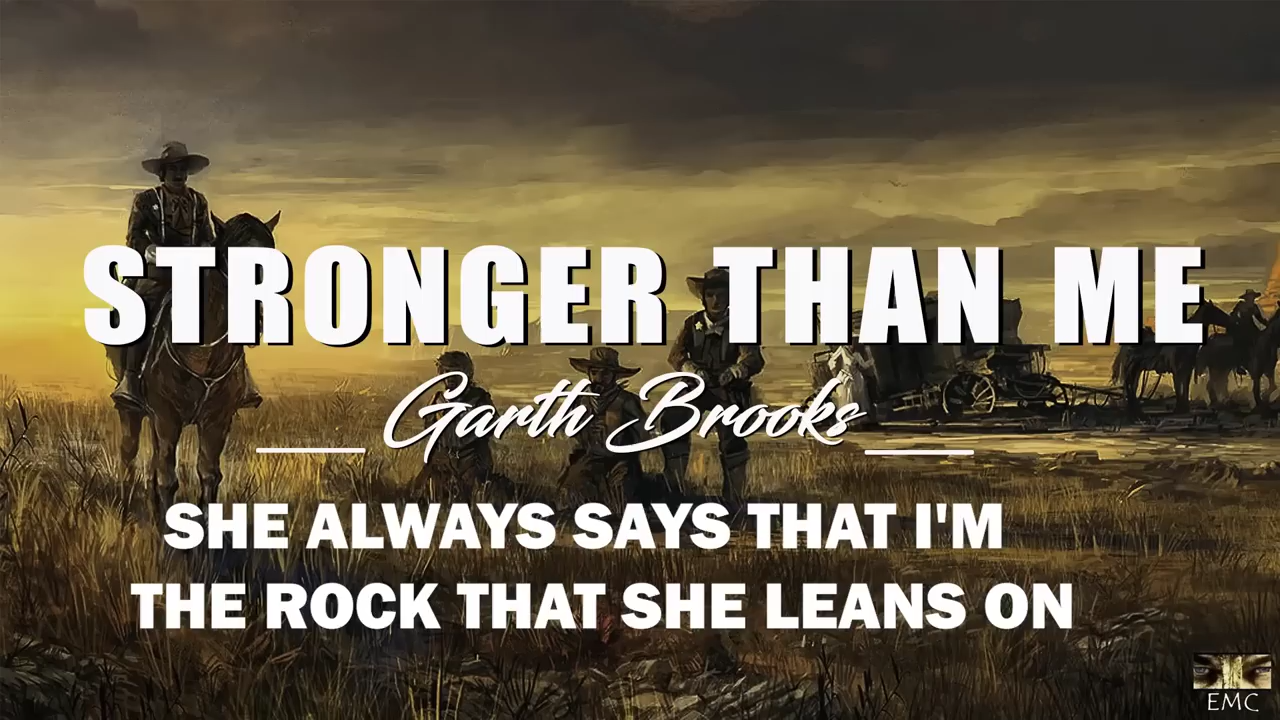 STRONGER THAN ME
Garth Brooks
SHE ALWAYS SAYS THAT I'M
THE ROCK THAT SHE LEANS ON
EMC